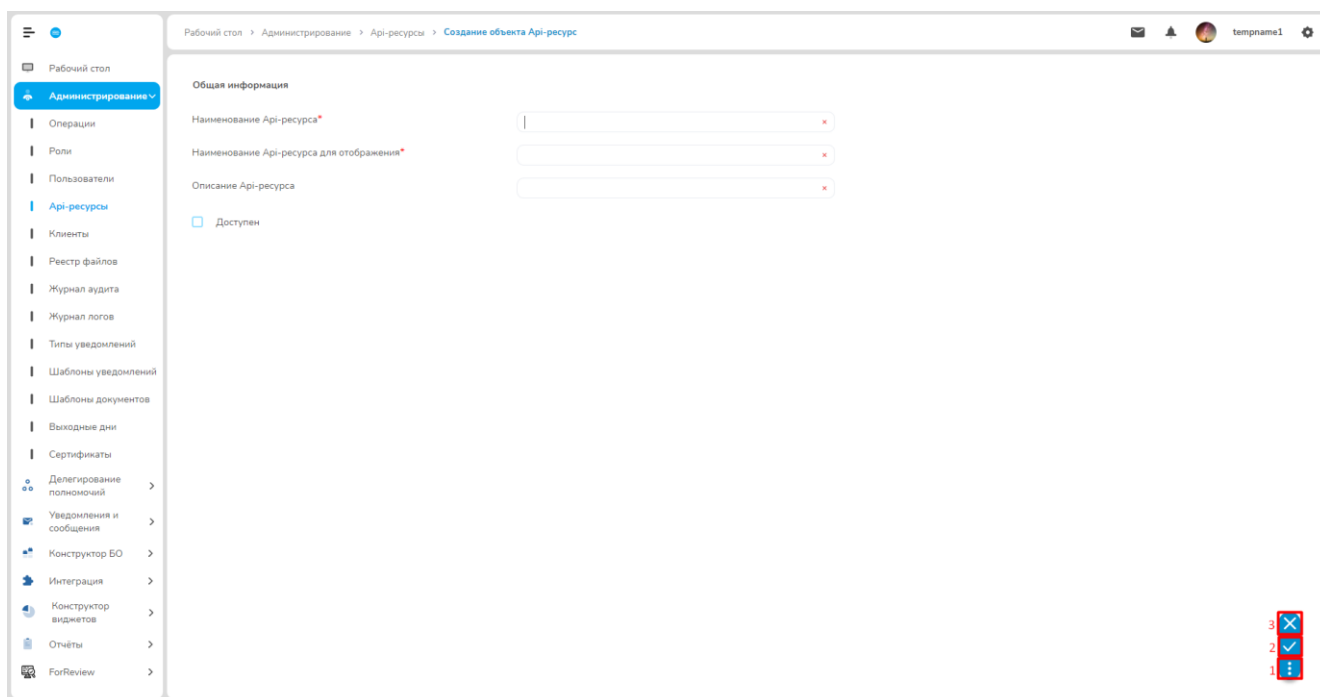 Рабочий стол > Администрирование > Api-ресурсы > Создание объекта Api-ресурс
tempname1
Рабочий стол
Администрирование
Операции
Роли
Пользователи
Api-ресурсы
Клиенты
Реестр файлов
Журнал аудита
Журнал логов
Типы уведомлений
Шаблоны уведомлений
Шаблоны документов
Выходные дни
Сертификаты
Делегирование
полномочий
Уведомления и
сообщения
Конструктор БО
Интеграция
Конструктор
виджетов
Отчёты
ForReview
Общая информация
Наименование Api-ресурса*
Наименование Api-ресурса для отображения*
Описание Api-ресурса
Доступен
3
2
1